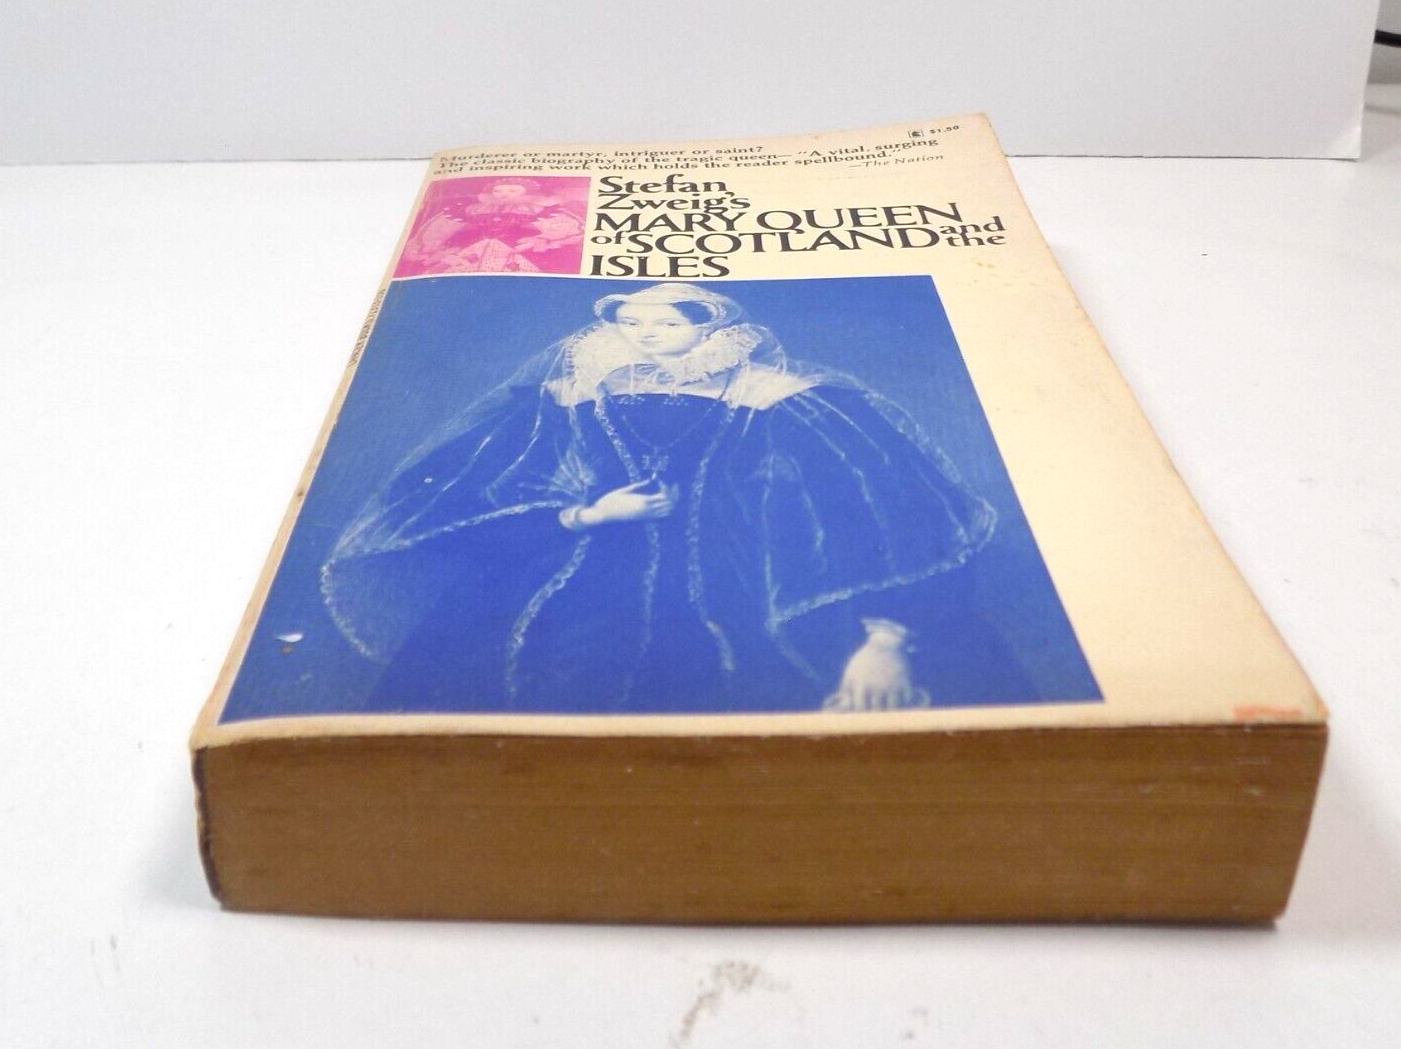 $1.50
Murderer or martyr, intriguer or saint?
The classic biography of the tragic queen— "A vital, surging
and inspiring work which holds the reader spellbound."
—The Nation
Stefan
Zweig's
MARY QUEEN
of SCOTLAND and the
ISLES